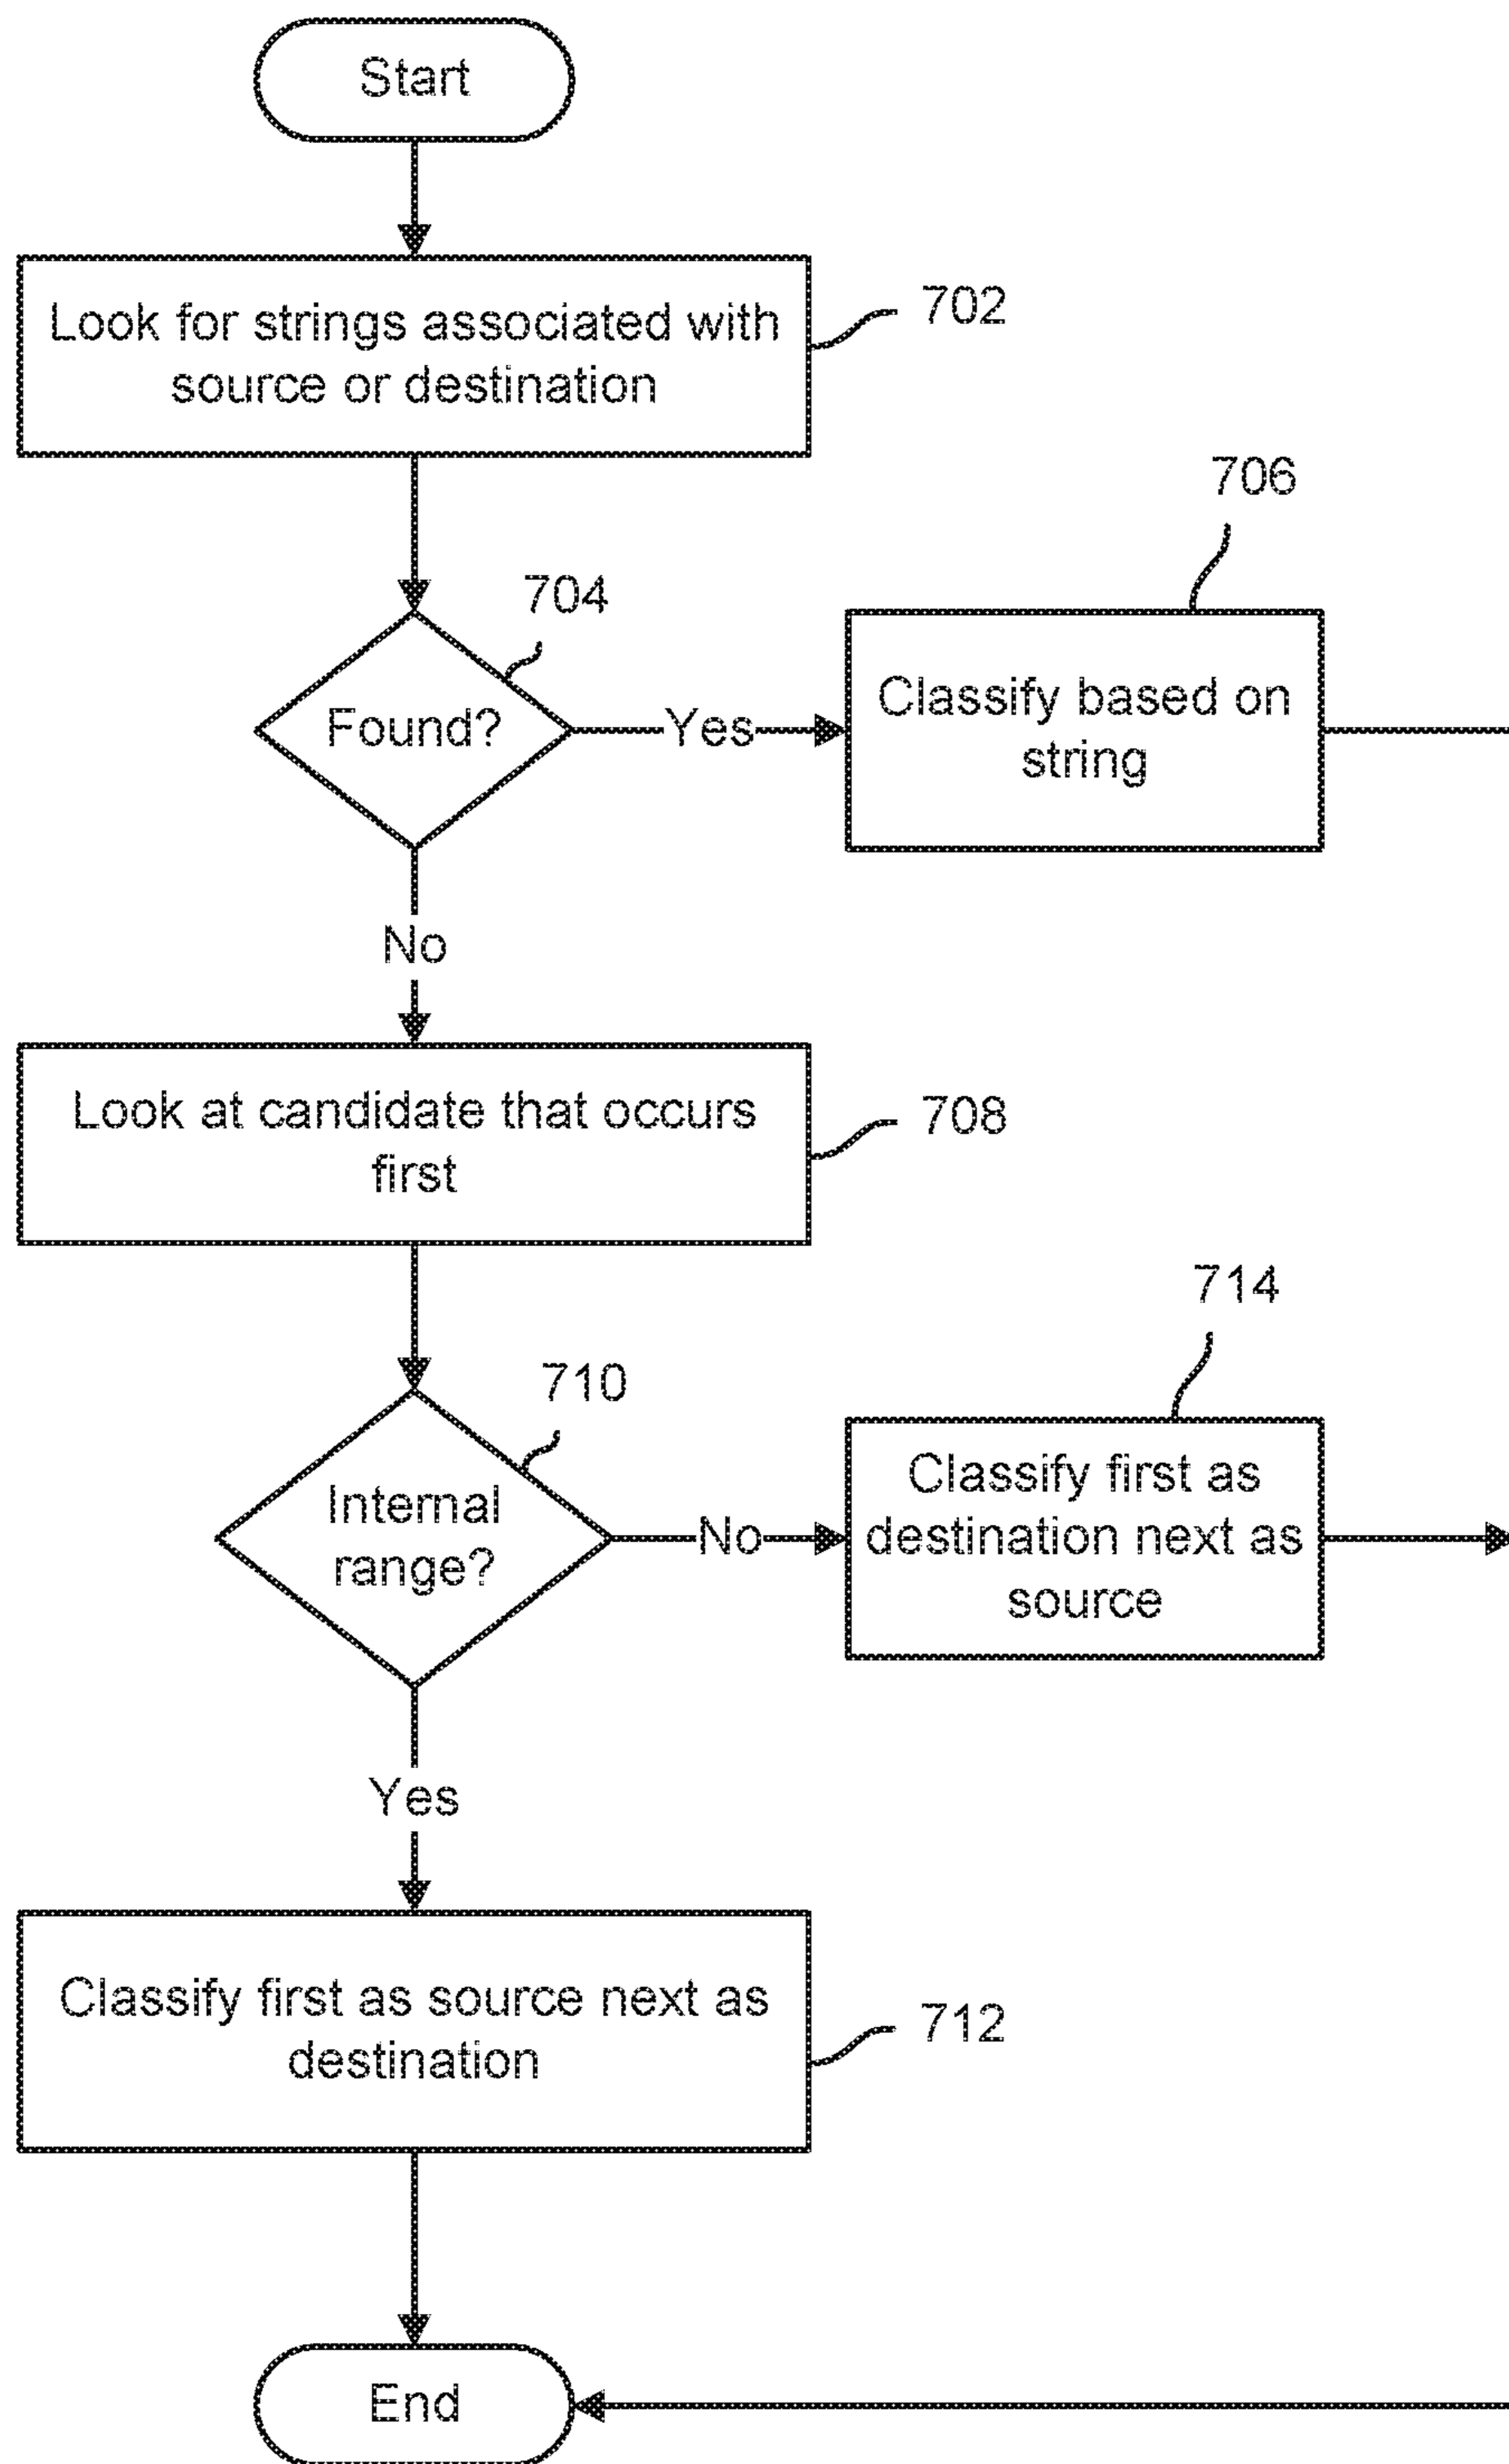 Start
Look for strings associated with
source or destination
702
706
704
Found?
Yes
Classify based on
string
No
Look at candidate that occurs
first
708
714
710
Internal
range?
No
Classify first as
destination next as
source
Yes
Classify first as source next as
destination
712
End